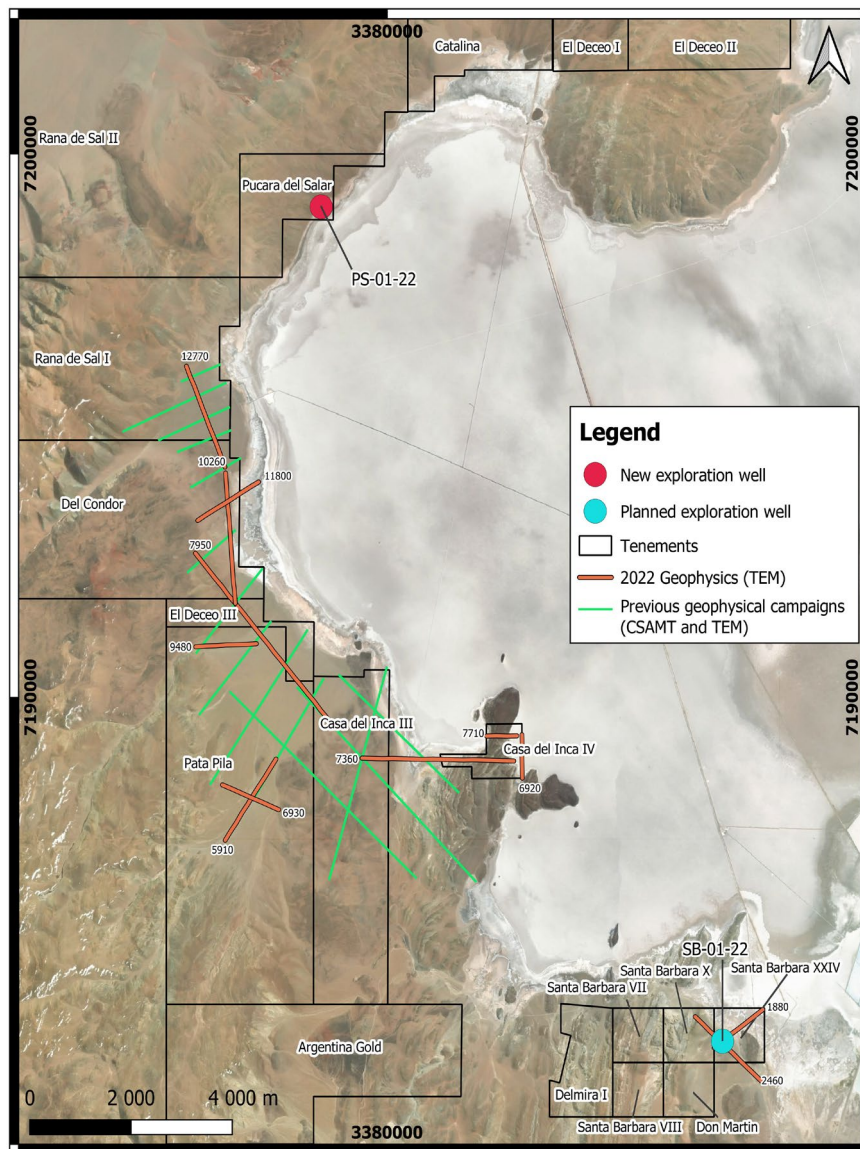 3380000
Catalina
El Deceo I
El Deceo II
7200000
7200000
Rana de Sal II
Pucara del Salar
PS-01-22
Rana de Sal I
12770
10260
11800
Del Condor
7950
El Deceo III
9480
Legend
New exploration well
Planned exploration well
Tenements
2022 Geophysics (TEM)
Previous geophysical campaigns
(CSAMT and TEM)
7190000
7190000
Casa del Inca III
7710
Casa del Inca IV
Pata Pila
7360
6920
6930
5910
SB-01-22
Santa Barbara X
Santa Barbara XXIV
Santa Barbara VII
1880
Argentina Gold
2460
Delmira I
Santa Barbara VIII
Don Martin
0
2 000
4 000 m
3380000